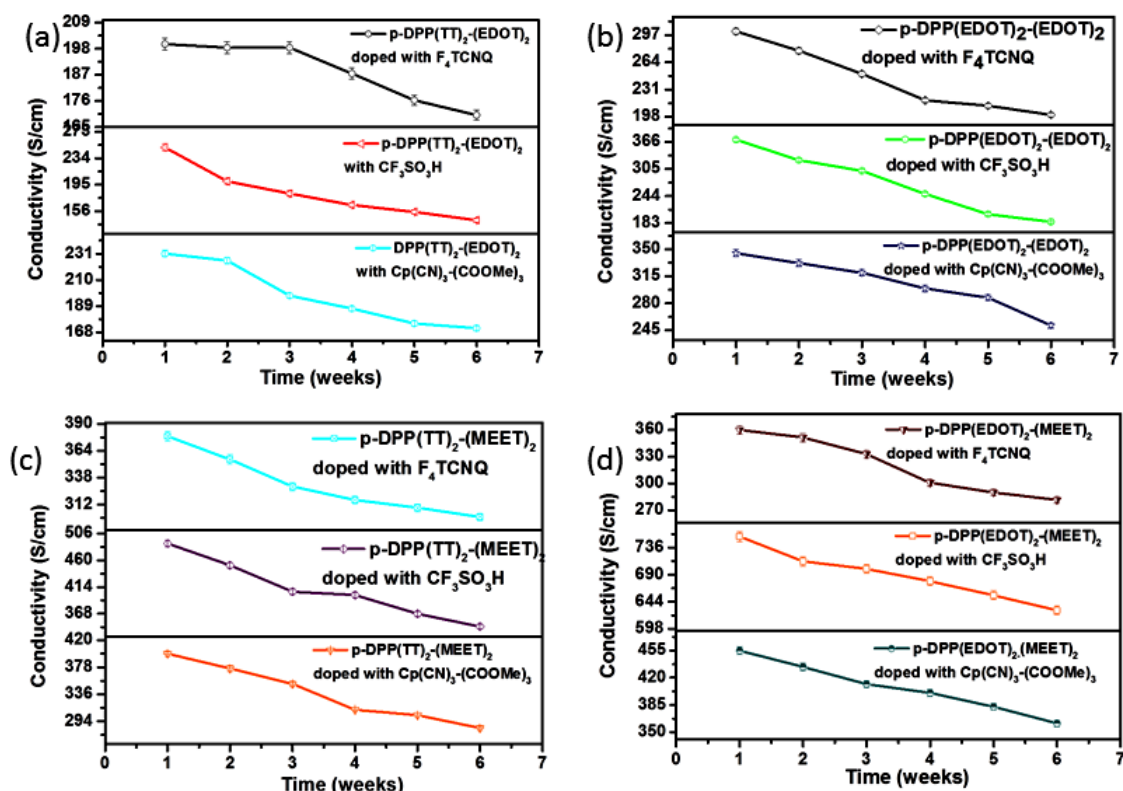 (a)
Conductivity (S/cm)
209
198
187
176
165
p-DPP(TT)₂-(EDOT)₂
doped with F₄TCNQ
234
195
156
p-DPP(TT)₂-(EDOT)₂
with CF₃SO₃H
231
210
189
168
DPP(TT)₂-(EDOT)₂
with Cp(CN)₃-(COOMe)₃
0 1 2 3 4 5 6 7
Time (weeks)
(b)
Conductivity (S/cm)
297
264
231
198
p-DPP(EDOT)₂-(EDOT)₂
doped with F₄TCNQ
366
305
244
183
p-DPP(EDOT)₂-(EDOT)₂
doped with CF₃SO₃H
350
315
280
245
p-DPP(EDOT)₂-(EDOT)₂
doped with Cp(CN)₃-(COOMe)₃
0 1 2 3 4 5 6 7
Time (weeks)
(c)
Conductivity (S/cm)
390
364
338
312
p-DPP(TT)₂-(MEET)₂
doped with F₄TCNQ
506
460
414
368
p-DPP(TT)₂-(MEET)₂
doped with CF₃SO₃H
420
378
336
294
p-DPP(TT)₂-(MEET)₂
doped with Cp(CN)₃-(COOMe)₃
0 1 2 3 4 5 6 7
Time (weeks)
(d)
Conductivity (S/cm)
360
330
300
270
p-DPP(EDOT)₂-(MEET)₂
doped with F₄TCNQ
736
690
644
598
p-DPP(EDOT)₂-(MEET)₂
doped with CF₃SO₃H
455
420
385
350
p-DPP(EDOT)₂.(MEET)₂
doped with Cp(CN)₃-(COOMe)₃
0 1 2 3 4 5 6 7
Time (weeks)